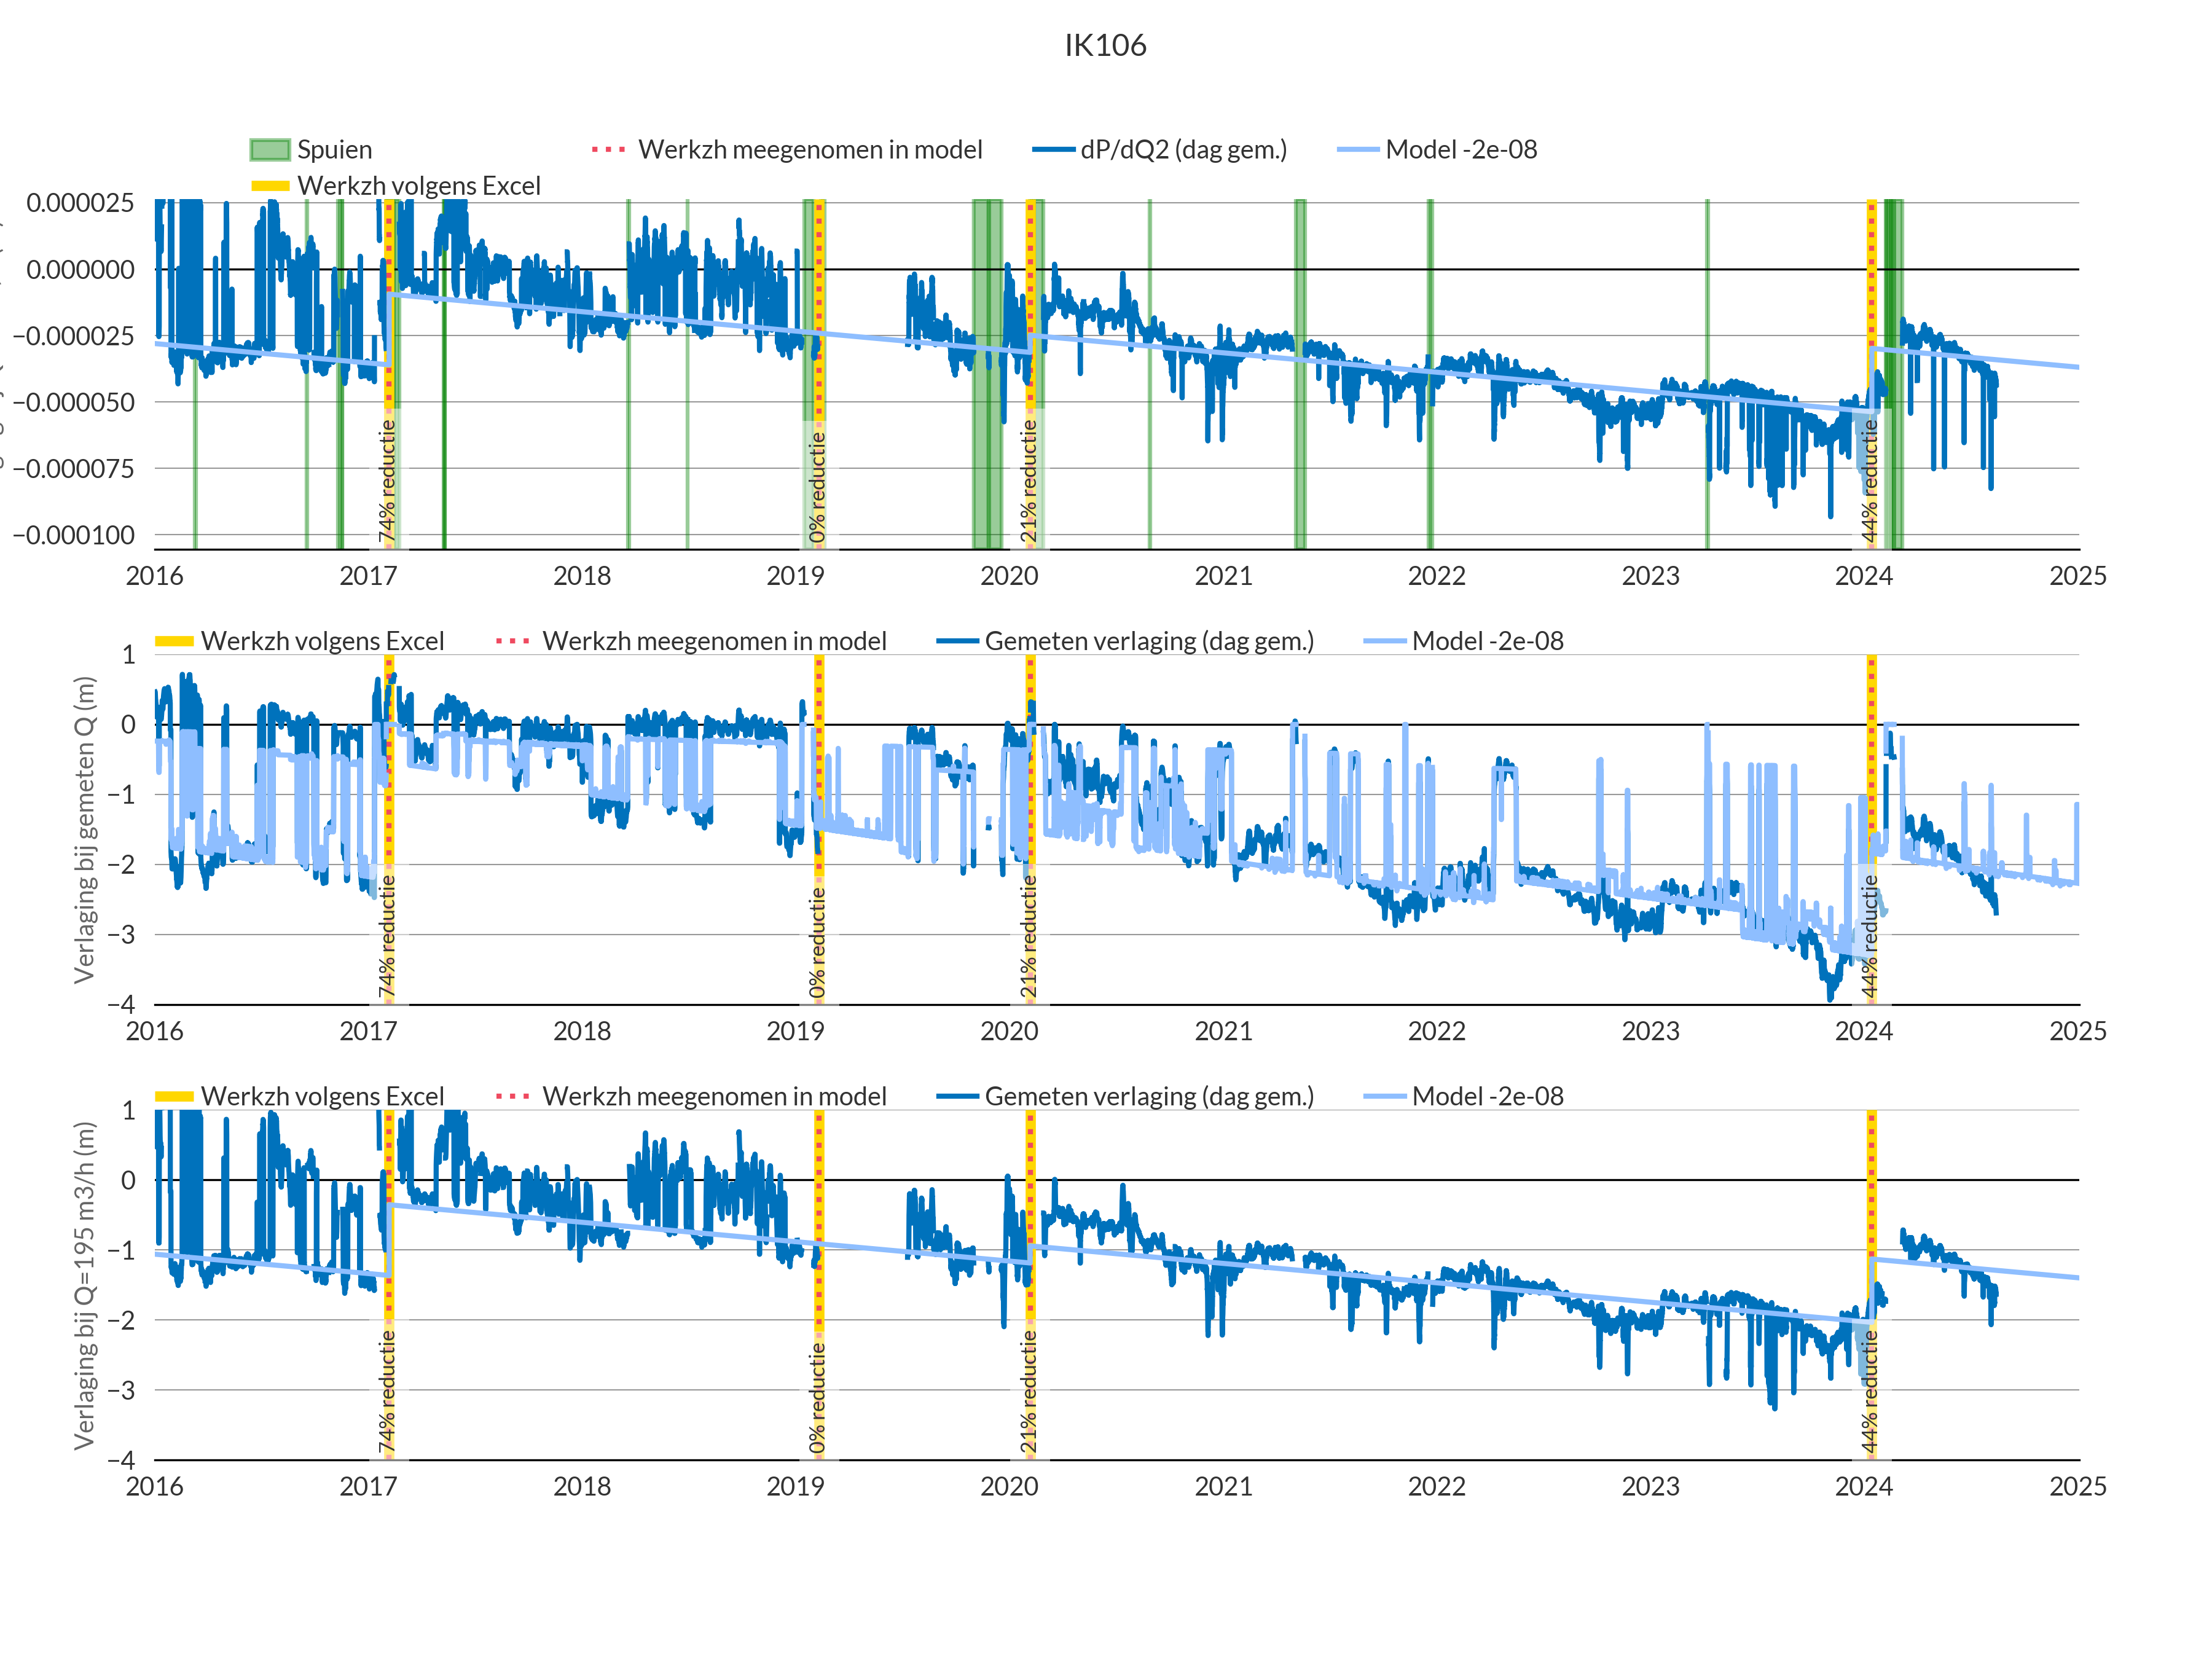 IK106
Spuien
Werkzh meegenomen in model
dP/dQ2 (dag gem.)
Model -2e-08
Werkzh volgens Excel
0.000025
0.000000
−0.000025
−0.000050
−0.000075
−0.000100
74% reductie
0% reductie
21% reductie
44% reductie
2016 2017 2018 2019 2020 2021 2022 2023 2024 2025
Werkzh volgens Excel
Werkzh meegenomen in model
Gemeten verlaging (dag gem.)
Model -2e-08
Verlaging bij gemeten Q (m)
1
0
−1
−2
−3
−4
74% reductie
0% reductie
21% reductie
44% reductie
2016 2017 2018 2019 2020 2021 2022 2023 2024 2025
Werkzh volgens Excel
Werkzh meegenomen in model
Gemeten verlaging (dag gem.)
Model -2e-08
Verlaging bij Q=195 m3/h (m)
1
0
−1
−2
−3
−4
74% reductie
0% reductie
21% reductie
44% reductie
2016 2017 2018 2019 2020 2021 2022 2023 2024 2025